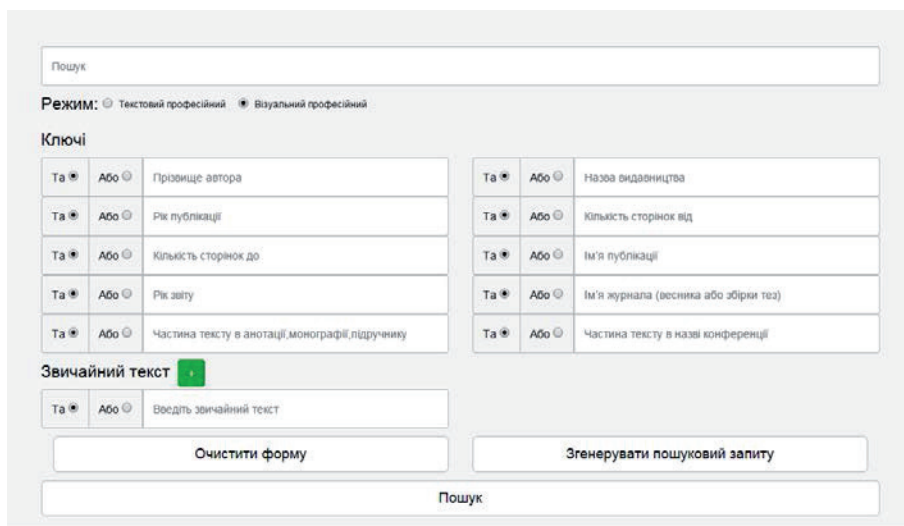 Пошук
Режим: Текстовий професійний Візуальний професійний
Ключі
Та Або Прізвище автора Та Або Назва видавництва
Та Або Рік публікації Та Або Кількість сторінок від
Та Або Кількість сторінок до Та Або Ім'я публікації
Та Або Рік звіту Та Або Ім'я журнала (весника або збірки тез)
Та Або Частина тексту в анотації,монографії,підручнику Та Або Частина тексту в назві конференції
Звичайний текст +
Та Або Введіть звичайний текст
Очистити форму Згенерувати пошуковий запиту
Пошук